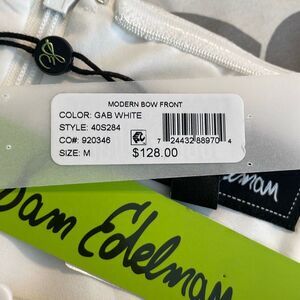 MODERN BOW FRONT
COLOR: GAB WHITE
STYLE: 40S284
CO#: 920346
SIZE: M
7 24432 88970 4
$128.00
Sam Edelman